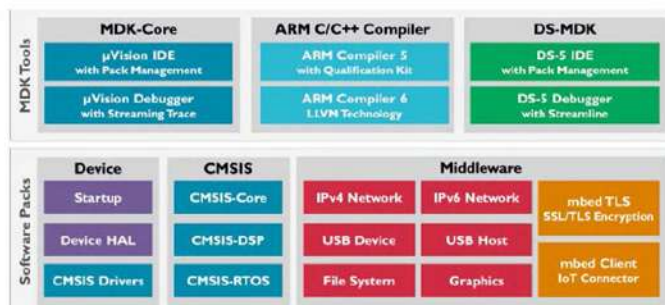 MDK Tools
MDK-Core
µVision IDE
with Pack Management
µVision Debugger
with Streaming Trace
ARM C/C++ Compiler
ARM Compiler 5
with Qualification Kit
ARM Compiler 6
LLVM Technology
DS-MDK
DS-5 IDE
with Pack Management
DS-5 Debugger
with Streamline
Software Packs
Device
Startup
Device HAL
CMSIS Drivers
CMSIS
CMSIS-Core
CMSIS-DSP
CMSIS-RTOS
Middleware
IPv4 Network
IPv6 Network
USB Device
USB Host
File System
Graphics
mbed TLS
SSL/TLS Encryption
mbed Client
IoT Connector